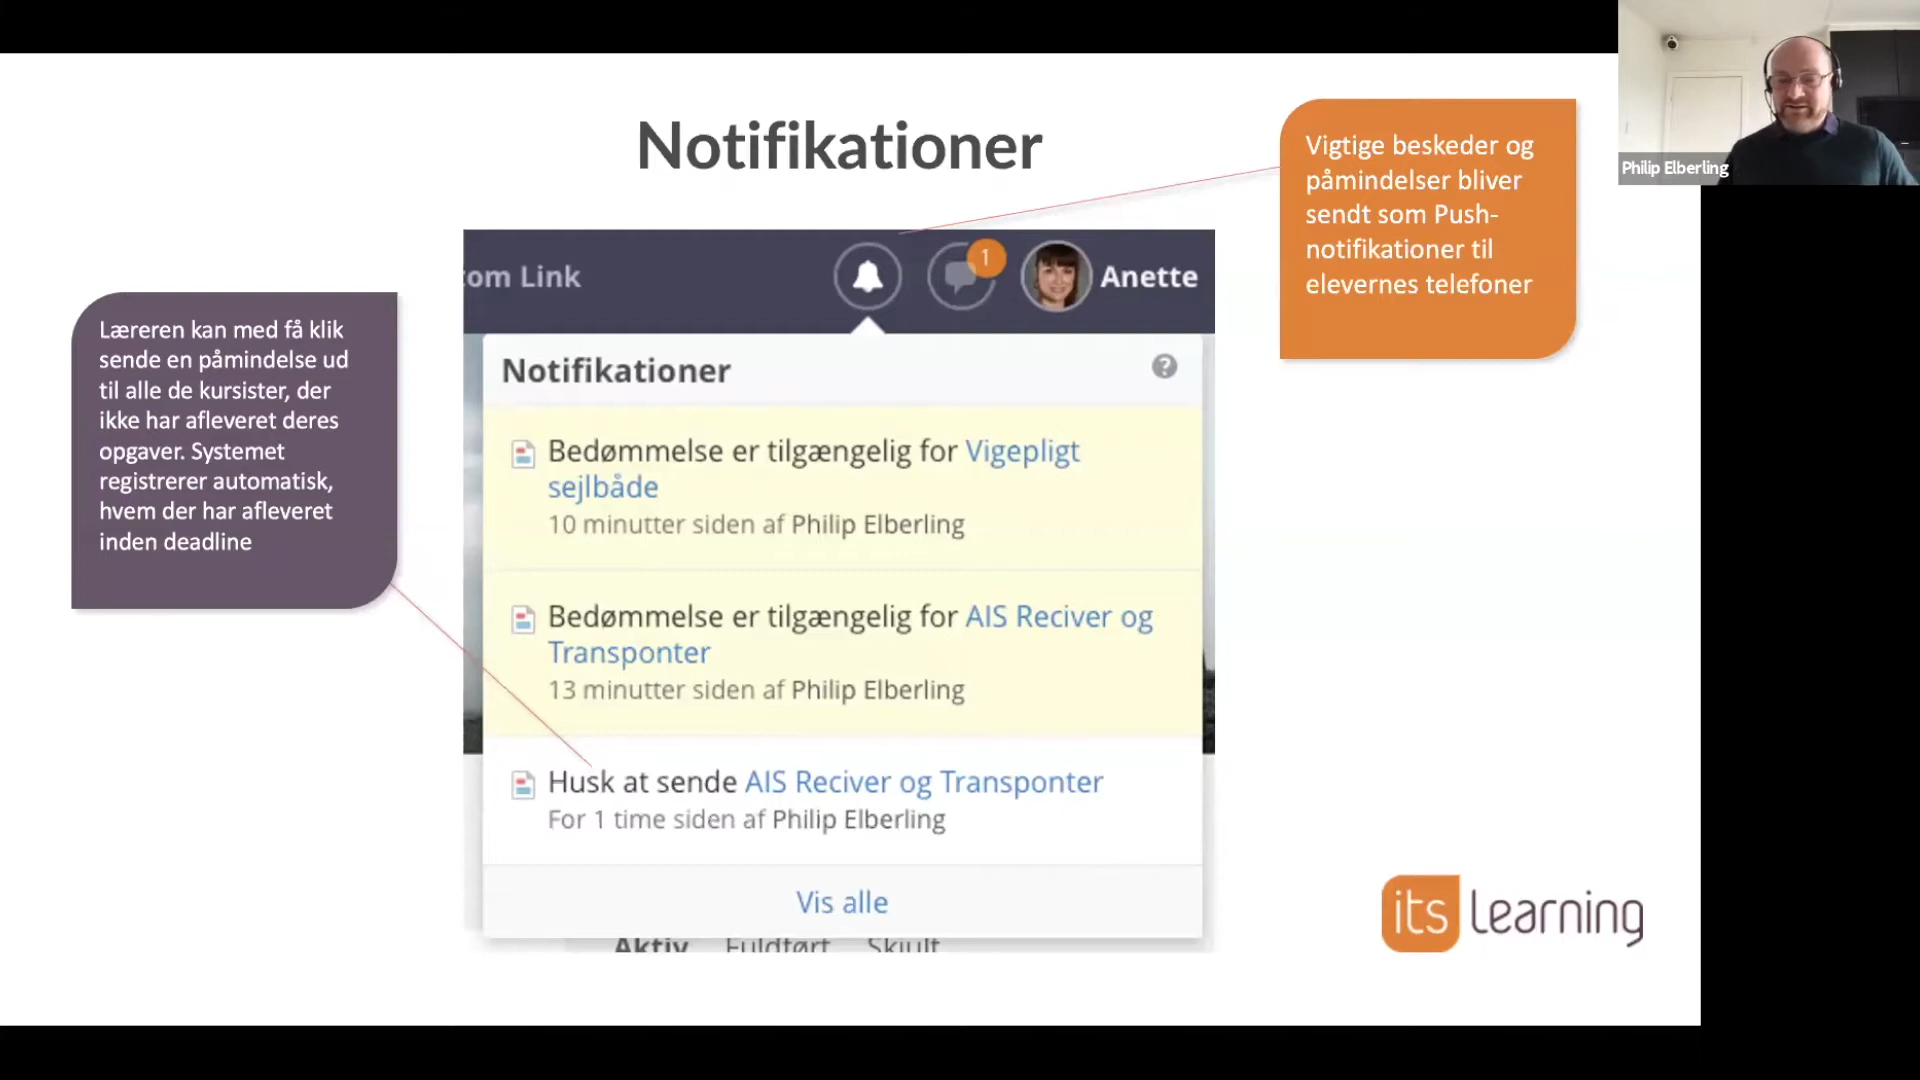 Notifikationer
Vigtige beskeder og
påmindelser bliver
sendt som Push-
notifikationer til
elevernes telefoner
Philip Elberling
Læreren kan med få klik
sende en påmindelse ud
til alle de kursister, der
ikke har afleveret deres
opgaver. Systemet
registrerer automatisk,
hvem der har afleveret
inden deadline
om Link
1
Anette
Notifikationer
?
Bedømmelse er tilgængelig for Vigepligt
sejlbåde
10 minutter siden af Philip Elberling
Bedømmelse er tilgængelig for AIS Reciver og
Transponter
13 minutter siden af Philip Elberling
Husk at sende AIS Reciver og Transponter
For 1 time siden af Philip Elberling
Vis alle
Aktiv Fuldført Skjult
its Learning